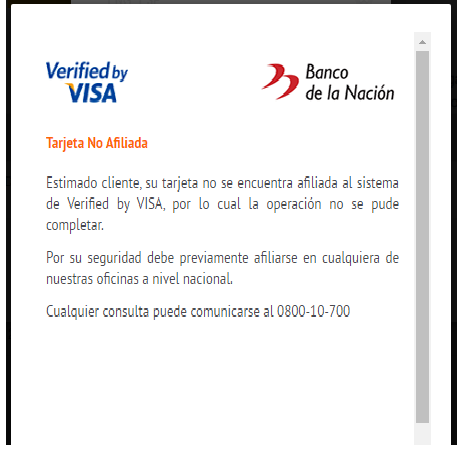 Verified by
VISA
Banco
de la Nación
Tarjeta No Afiliada
Estimado cliente, su tarjeta no se encuentra afiliada al sistema
de Verified by VISA, por lo cual la operación no se pude
completar.
Por su seguridad debe previamente afiliarse en cualquiera de
nuestras oficinas a nivel nacional.
Cualquier consulta puede comunicarse al 0800-10-700